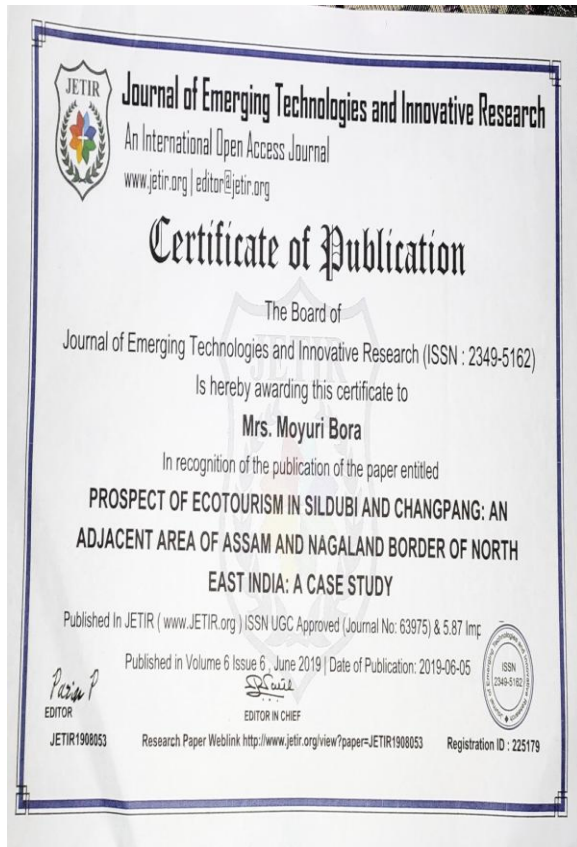 JETIR
Journal of Emerging Technologies and Innovative Research
An International Open Access Journal
www.jetir.org | editor@jetir.org
Certificate of Publication
The Board of
Journal of Emerging Technologies and Innovative Research (ISSN : 2349-5162)
Is hereby awarding this certificate to
Mrs. Moyuri Bora
In recognition of the publication of the paper entitled
PROSPECT OF ECOTOURISM IN SILDUBI AND CHANGPANG: AN
ADJACENT AREA OF ASSAM AND NAGALAND BORDER OF NORTH
EAST INDIA: A CASE STUDY
Published In JETIR ( www.JETIR.org ) ISSN UGC Approved (Journal No: 63975) & 5.87 Imp
Published in Volume 6 Issue 6 , June 2019 | Date of Publication: 2019-06-05
ISSN
2349-5162
EDITOR
EDITOR IN CHIEF
JETIR1908053
Research Paper Weblink http://www.jetir.org/view?paper=JETIR1908053
Registration ID : 225179